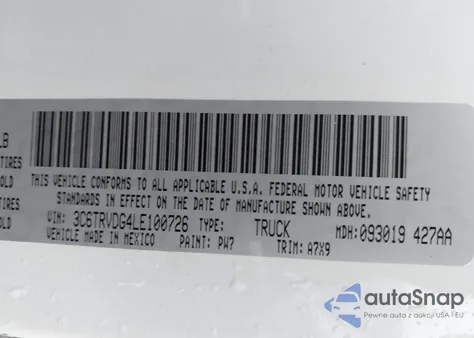 LB
TIRES
OLD
TIRES
OLD
THIS VEHICLE CONFORMS TO ALL APPLICABLE U.S.A. FEDERAL MOTOR VEHICLE SAFETY
STANDARDS IN EFFECT ON THE DATE OF MANUFACTURE SHOWN ABOVE.
VIN: 3C6TRVDG4LE100726 TYPE: TRUCK MDH: 093019 427AA
VEHICLE MADE IN MEXICO PAINT: PW7 TRIM: A7X9
autoSnap
Pewne auta z aukcji USA i EU